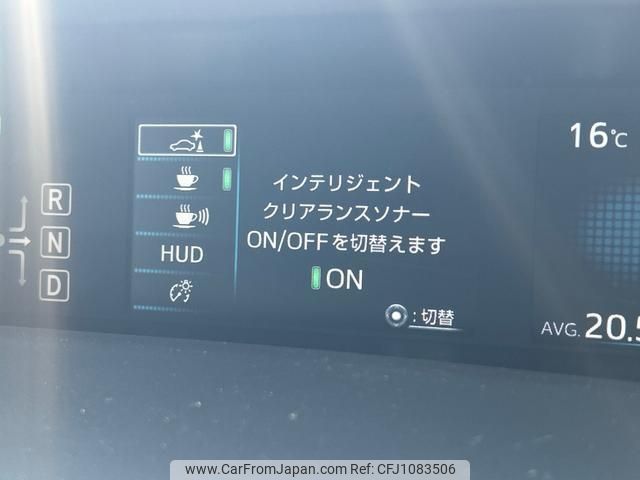 16℃
R
N
D
HUD
インテリジェント
クリアランスソナー
ON/OFFを切替えます
ON
: 切替
AVG. 20.5
www.CarFromJapan.com - CFJ1083506